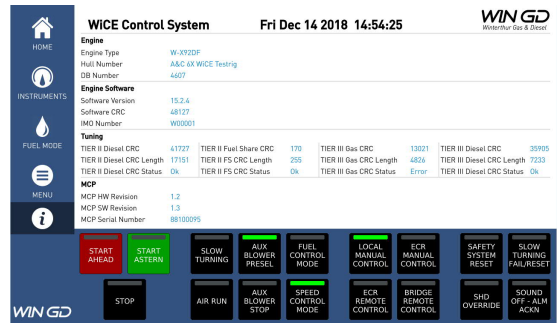 WiCE Control System Fri Dec 14 2018 14:54:25
WIN GD
Winterthur Gas & Diesel
HOME
INSTRUMENTS
FUEL MODE
MENU
i
Engine
Engine Type W-X92DF
Hull Number A&C 6X WiCE Testrig
DB Number 4607
Engine Software
Software Version 15.2.4
Software CRC 48127
IMO Number W00001
Tuning
TIER II Diesel CRC 41727 TIER II Fuel Share CRC 170 TIER III Gas CRC 13021 TIER III Diesel CRC 35905
TIER II Diesel CRC Length 17151 TIER II FS CRC Length 255 TIER III Gas CRC Length 4826 TIER III Diesel CRC Length 7233
TIER II Diesel CRC Status Ok TIER II FS CRC Status Ok TIER III Gas CRC Status Error TIER III Diesel CRC Status Ok
MCP
MCP HW Revision 1.2
MCP SW Revision 1.3
MCP Serial Number 88100095
START
AHEAD
START
ASTERN
SLOW
TURNING
AUX
BLOWER
PRESEL
FUEL
CONTROL
MODE
LOCAL
MANUAL
CONTROL
ECR
MANUAL
CONTROL
SAFETY
SYSTEM
RESET
SLOW
TURNING
FAIL/RESET
STOP
AIR RUN
AUX
BLOWER
STOP
SPEED
CONTROL
MODE
ECR
REMOTE
CONTROL
BRIDGE
REMOTE
CONTROL
SHD
OVERRIDE
SOUND
OFF - ALM
ACKN
WIN GD